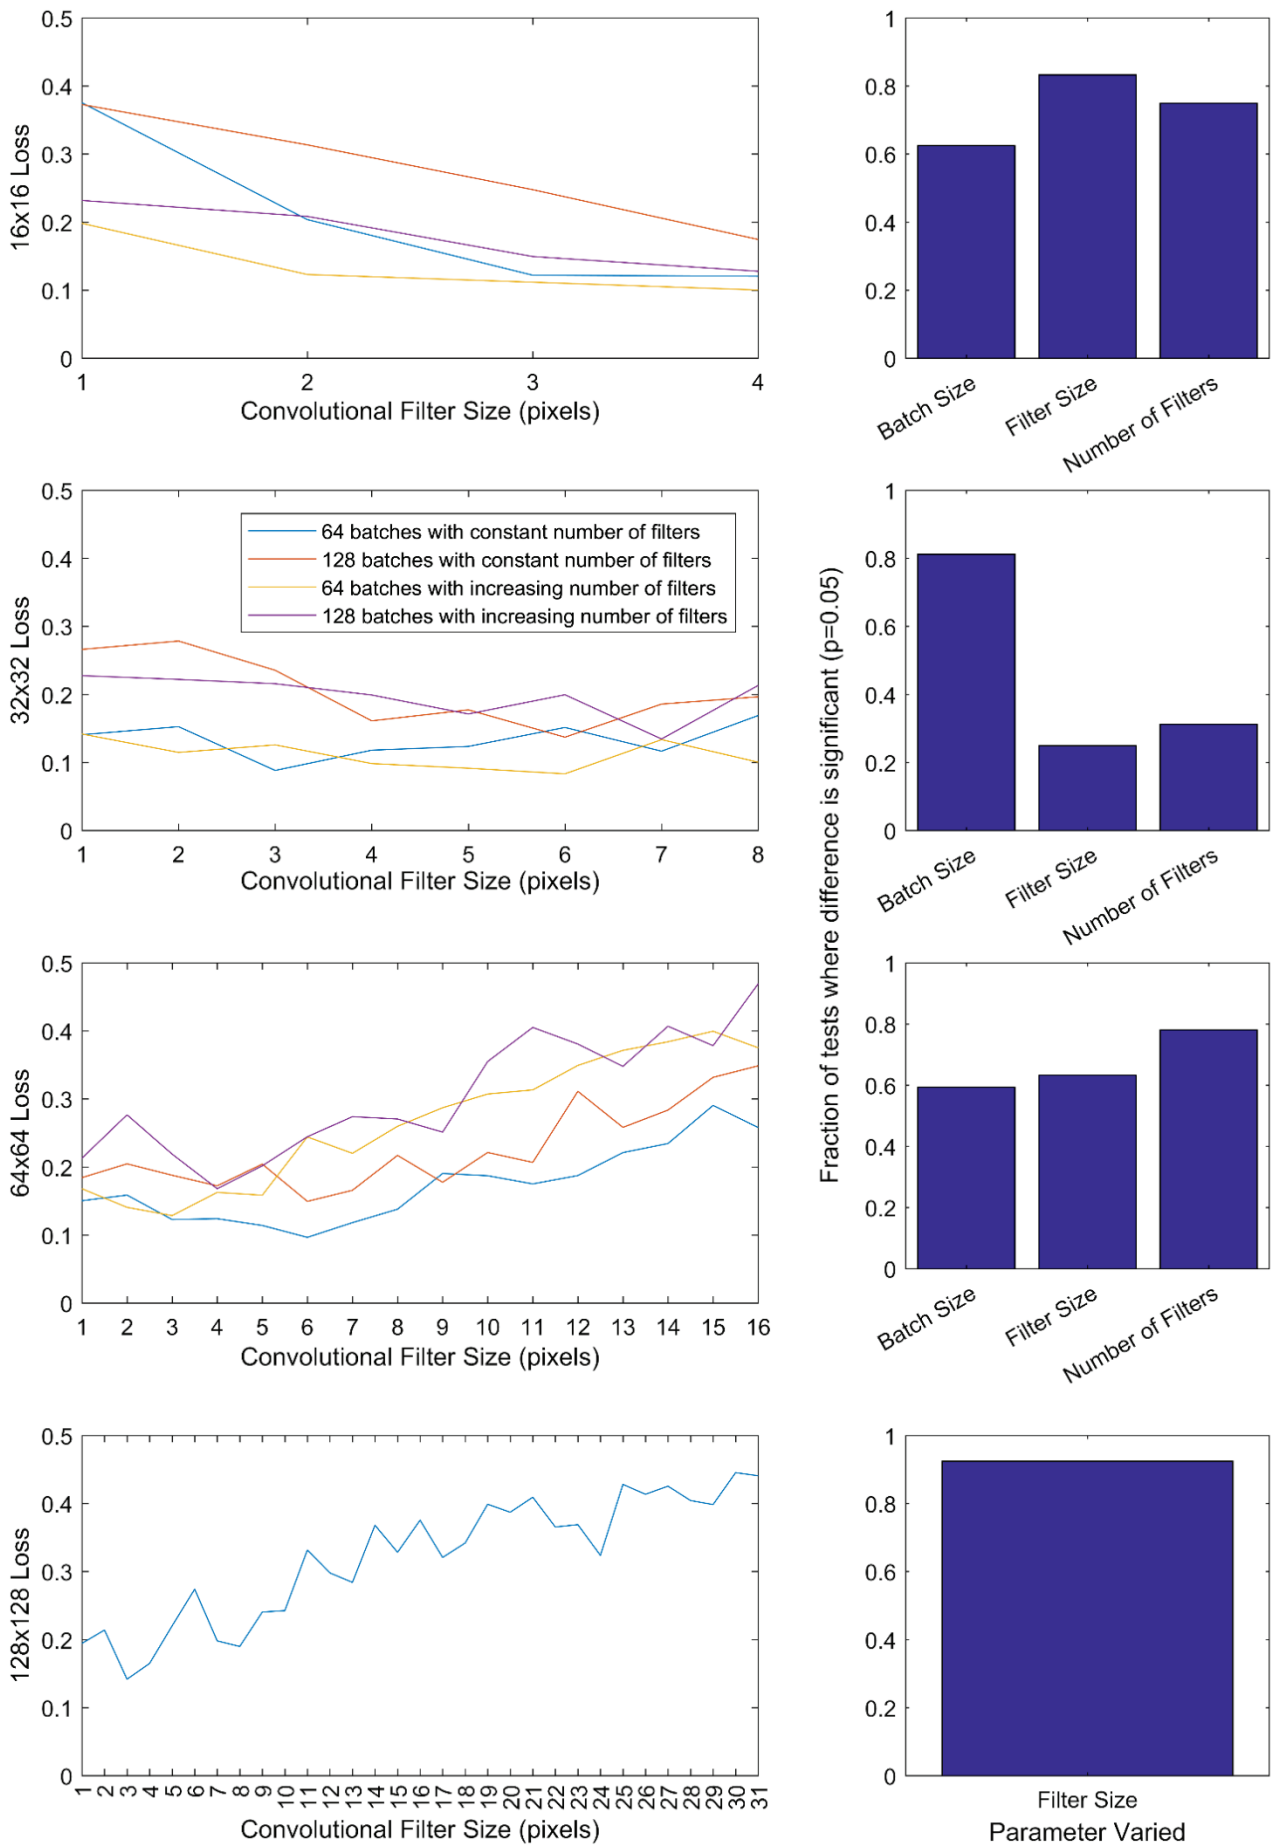 0.5
0.4
0.3
0.2
0.1
0
16x16 Loss
1 2 3 4
Convolutional Filter Size (pixels)
1
0.8
0.6
0.4
0.2
0
Batch Size
Filter Size
Number of Filters
0.5
0.4
0.3
0.2
0.1
0
32x32 Loss
64 batches with constant number of filters
128 batches with constant number of filters
64 batches with increasing number of filters
128 batches with increasing number of filters
1 2 3 4 5 6 7 8
Convolutional Filter Size (pixels)
Fraction of tests where difference is significant (p=0.05)
1
0.8
0.6
0.4
0.2
0
Batch Size
Filter Size
Number of Filters
0.5
0.4
0.3
0.2
0.1
0
64x64 Loss
1 2 3 4 5 6 7 8 9 10 11 12 13 14 15 16
Convolutional Filter Size (pixels)
1
0.8
0.6
0.4
0.2
0
Batch Size
Filter Size
Number of Filters
0.5
0.4
0.3
0.2
0.1
0
128x128 Loss
1 2 3 4 5 6 7 8 9 10 11 12 13 14 15 16 17 18 19 20 21 22 23 24 25 26 27 28 29 30 31
Convolutional Filter Size (pixels)
1
0.8
0.6
0.4
0.2
0
Filter Size
Parameter Varied